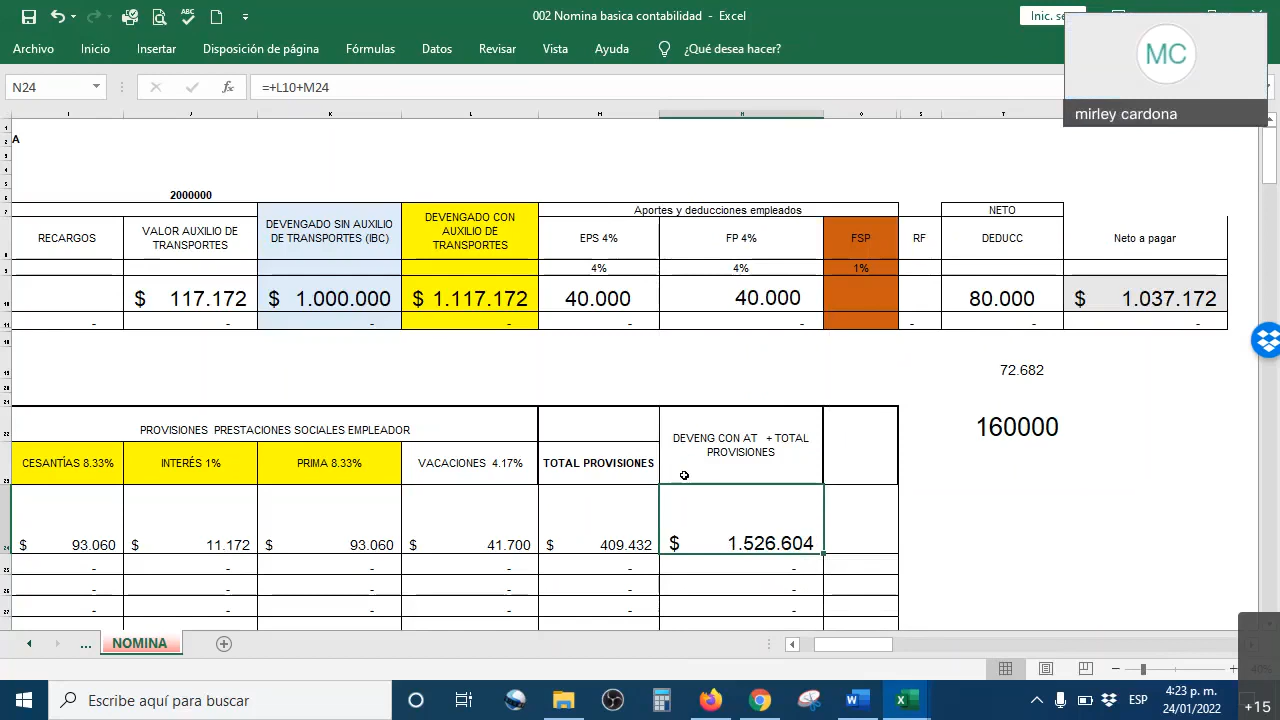 002 Nomina basica contabilidad - Excel
Inic. se
Archivo Inicio Insertar Disposición de página Fórmulas Datos Revisar Vista Ayuda ¿Qué desea hacer?
MC
mirley cardona
N24
=+L10+M24
A
2000000
RECARGOS
VALOR AUXILIO DE TRANSPORTES
DEVENGADO SIN AUXILIO DE TRANSPORTES (IBC)
DEVENGADO CON AUXILIO DE TRANSPORTES
Aportes y deducciones empleados
EPS 4% FP 4% FSP RF
NETO
DEDUCC
Neto a pagar
4% 4% 1%
$ 117.172 $ 1.000.000 $ 1.117.172 40.000 40.000 80.000 $ 1.037.172
- - - - - - - - -
72.682
160000
PROVISIONES PRESTACIONES SOCIALES EMPLEADOR
DEVENG CON AT + TOTAL PROVISIONES
CESANTÍAS 8.33% INTERÉS 1% PRIMA 8.33% VACACIONES 4.17% TOTAL PROVISIONES
$ 93.060 $ 11.172 $ 93.060 $ 41.700 $ 409.432 $ 1.526.604
- - - - - -
- - - - - -
- - - - - -
... NOMINA
40%
Escribe aquí para buscar
ESP
4:23 p. m.
24/01/2022
+15